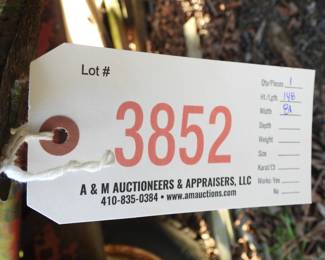 Lot #
3852
A & M AUCTIONEERS & APPRAISERS, LLC
410-835-0384 • www.amauctions.com
Qty/Pieces 1
Ht./Lgth 148
Width 84
Depth
Weight
Size
Karat/Ct
Works: Yes
No